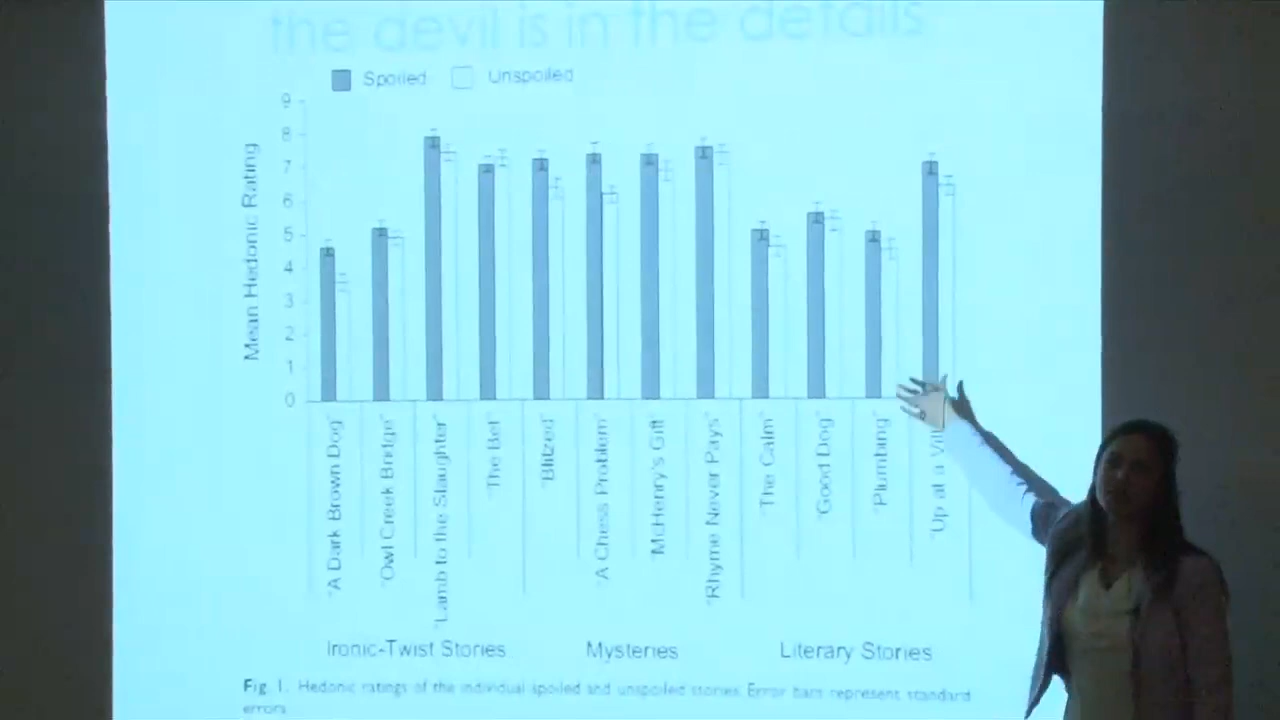 the devil is in the details
Spoiled Unspoiled
Mean Hedonic Rating
9
8
7
6
5
4
3
2
1
0
"A Dark Brown Dog"
"Owl Creek Bridge"
"Lamb to the Slaughter"
"The Bet"
"Blitzed"
"A Chess Problem"
"McHenry's Gift"
"Rhyme Never Pays"
"The Calm"
"Good Dog"
"Plumbing"
"Up at a
Ironic-Twist Stories Mysteries Literary Stories
Fig. 1. Hedonic ratings of the individual spoiled and unspoiled stories. Error bars represent standard
errors